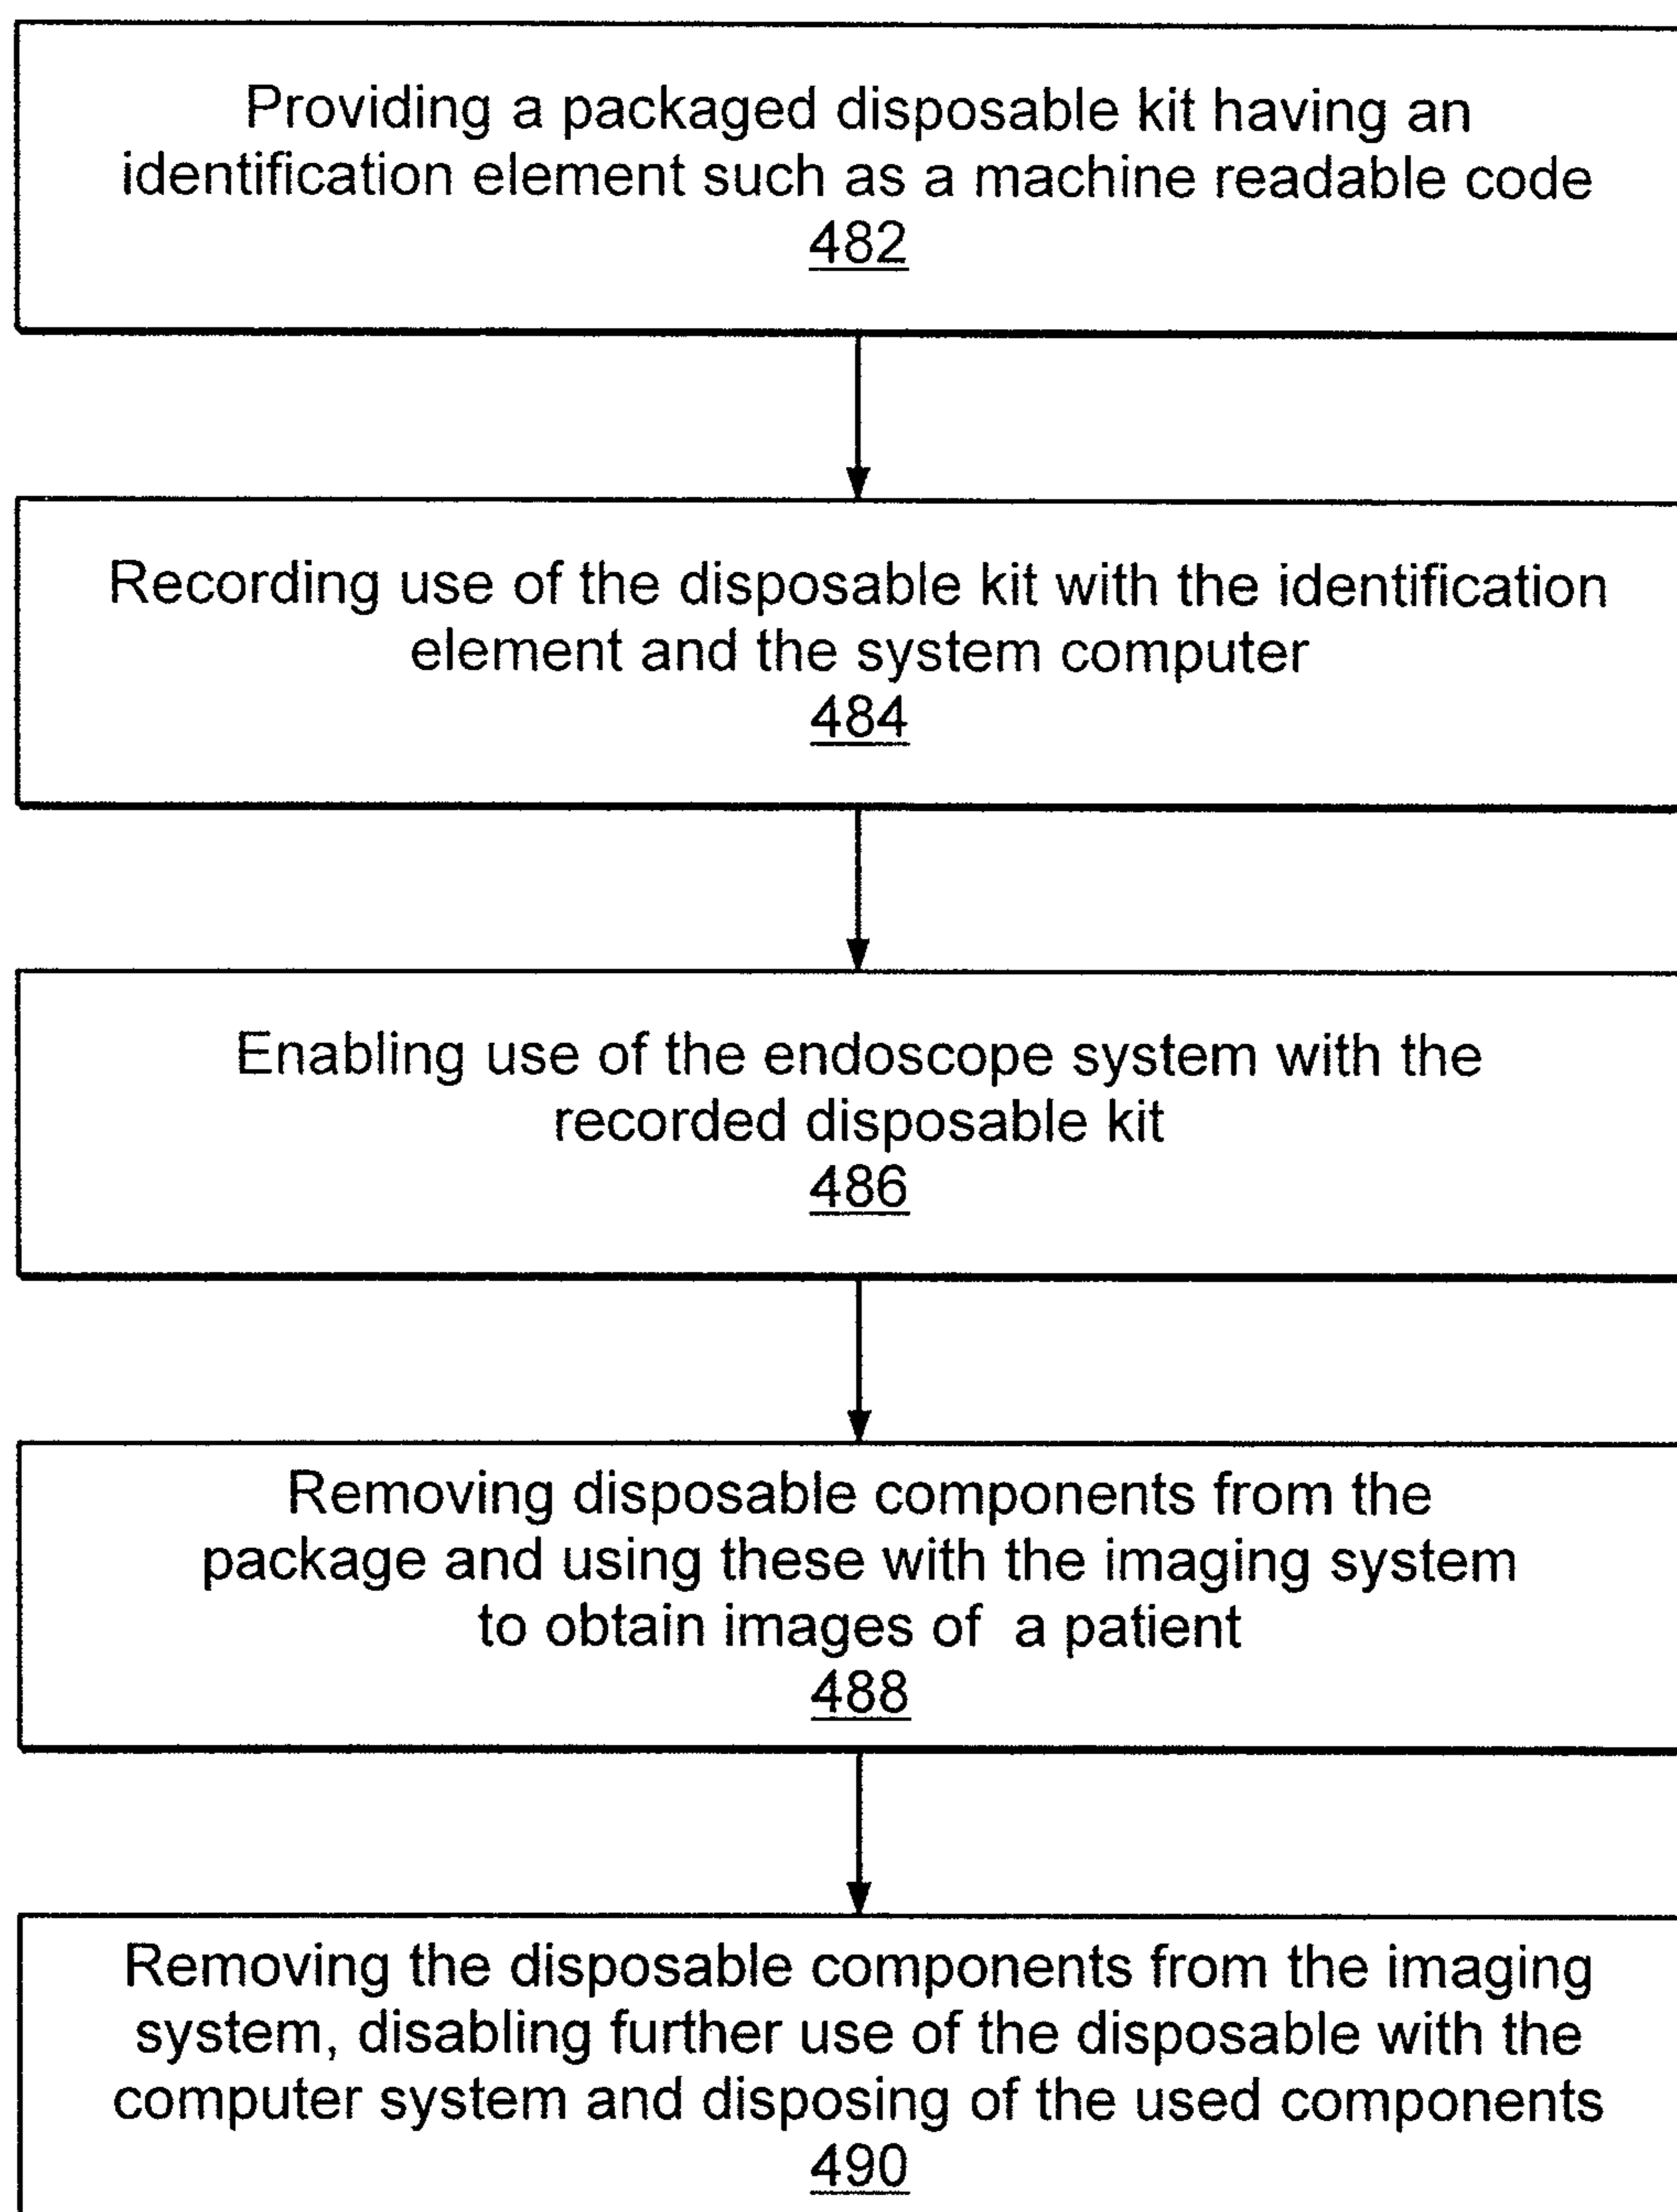 Providing a packaged disposable kit having an
identification element such as a machine readable code
482
Recording use of the disposable kit with the identification
element and the system computer
484
Enabling use of the endoscope system with the
recorded disposable kit
486
Removing disposable components from the
package and using these with the imaging system
to obtain images of a patient
488
Removing the disposable components from the imaging
system, disabling further use of the disposable with the
computer system and disposing of the used components
490